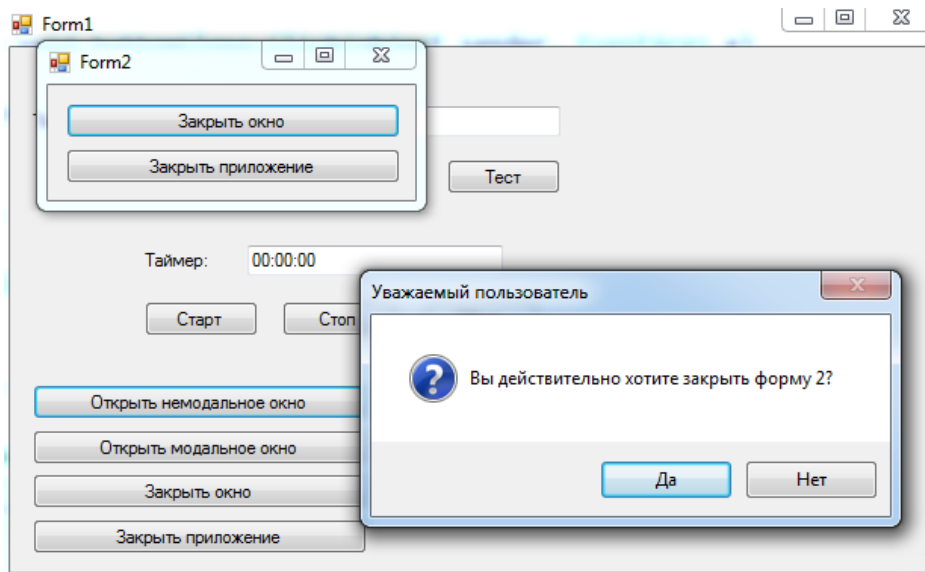 Form1
Form2
Закрыть окно
Закрыть приложение
Тест
Таймер:
00:00:00
Старт
Стоп
Уважаемый пользователь
Вы действительно хотите закрыть форму 2?
Да
Нет
Открыть немодальное окно
Открыть модальное окно
Закрыть окно
Закрыть приложение